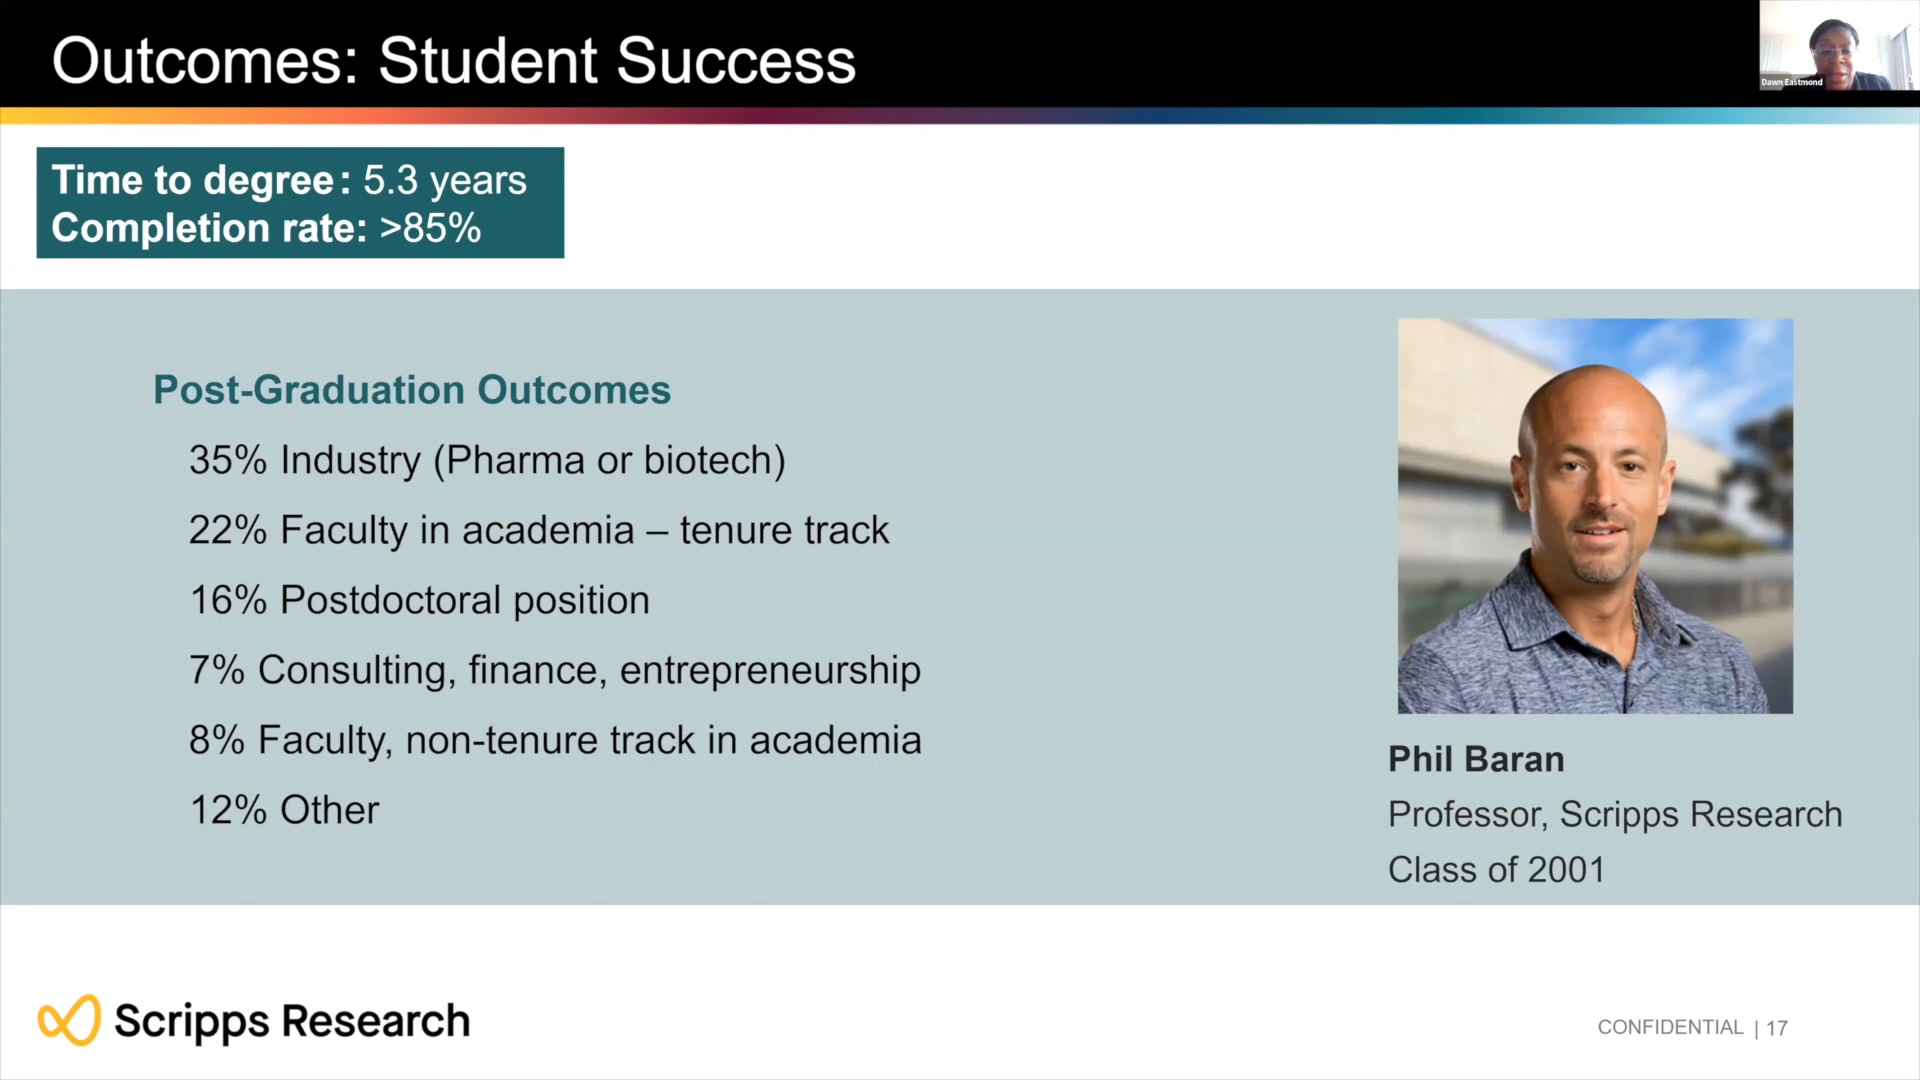 Outcomes: Student Success
Dawn Eastmond
Time to degree: 5.3 years
Completion rate: >85%
Post-Graduation Outcomes
35% Industry (Pharma or biotech)
22% Faculty in academia – tenure track
16% Postdoctoral position
7% Consulting, finance, entrepreneurship
8% Faculty, non-tenure track in academia
12% Other
Phil Baran
Professor, Scripps Research
Class of 2001
Scripps Research
CONFIDENTIAL | 17